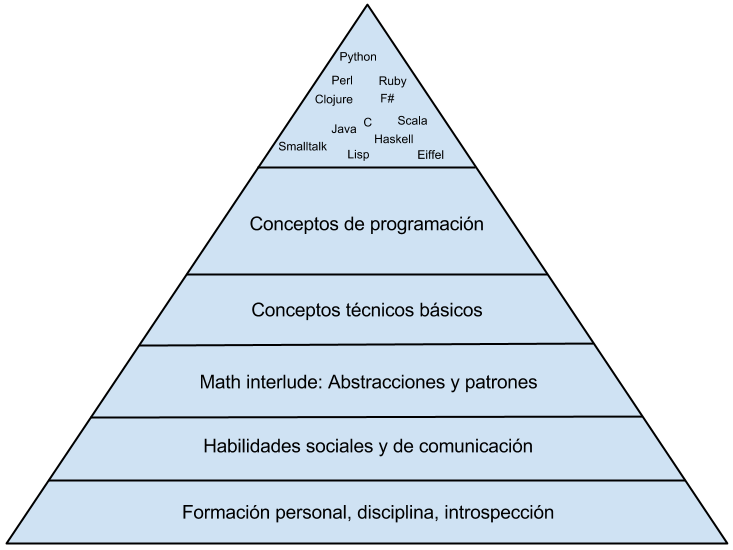 Python
Perl Ruby
Clojure F#
Java C Scala
Haskell
Smalltalk Lisp Eiffel
Conceptos de programación
Conceptos técnicos básicos
Math interlude: Abstracciones y patrones
Habilidades sociales y de comunicación
Formación personal, disciplina, introspección